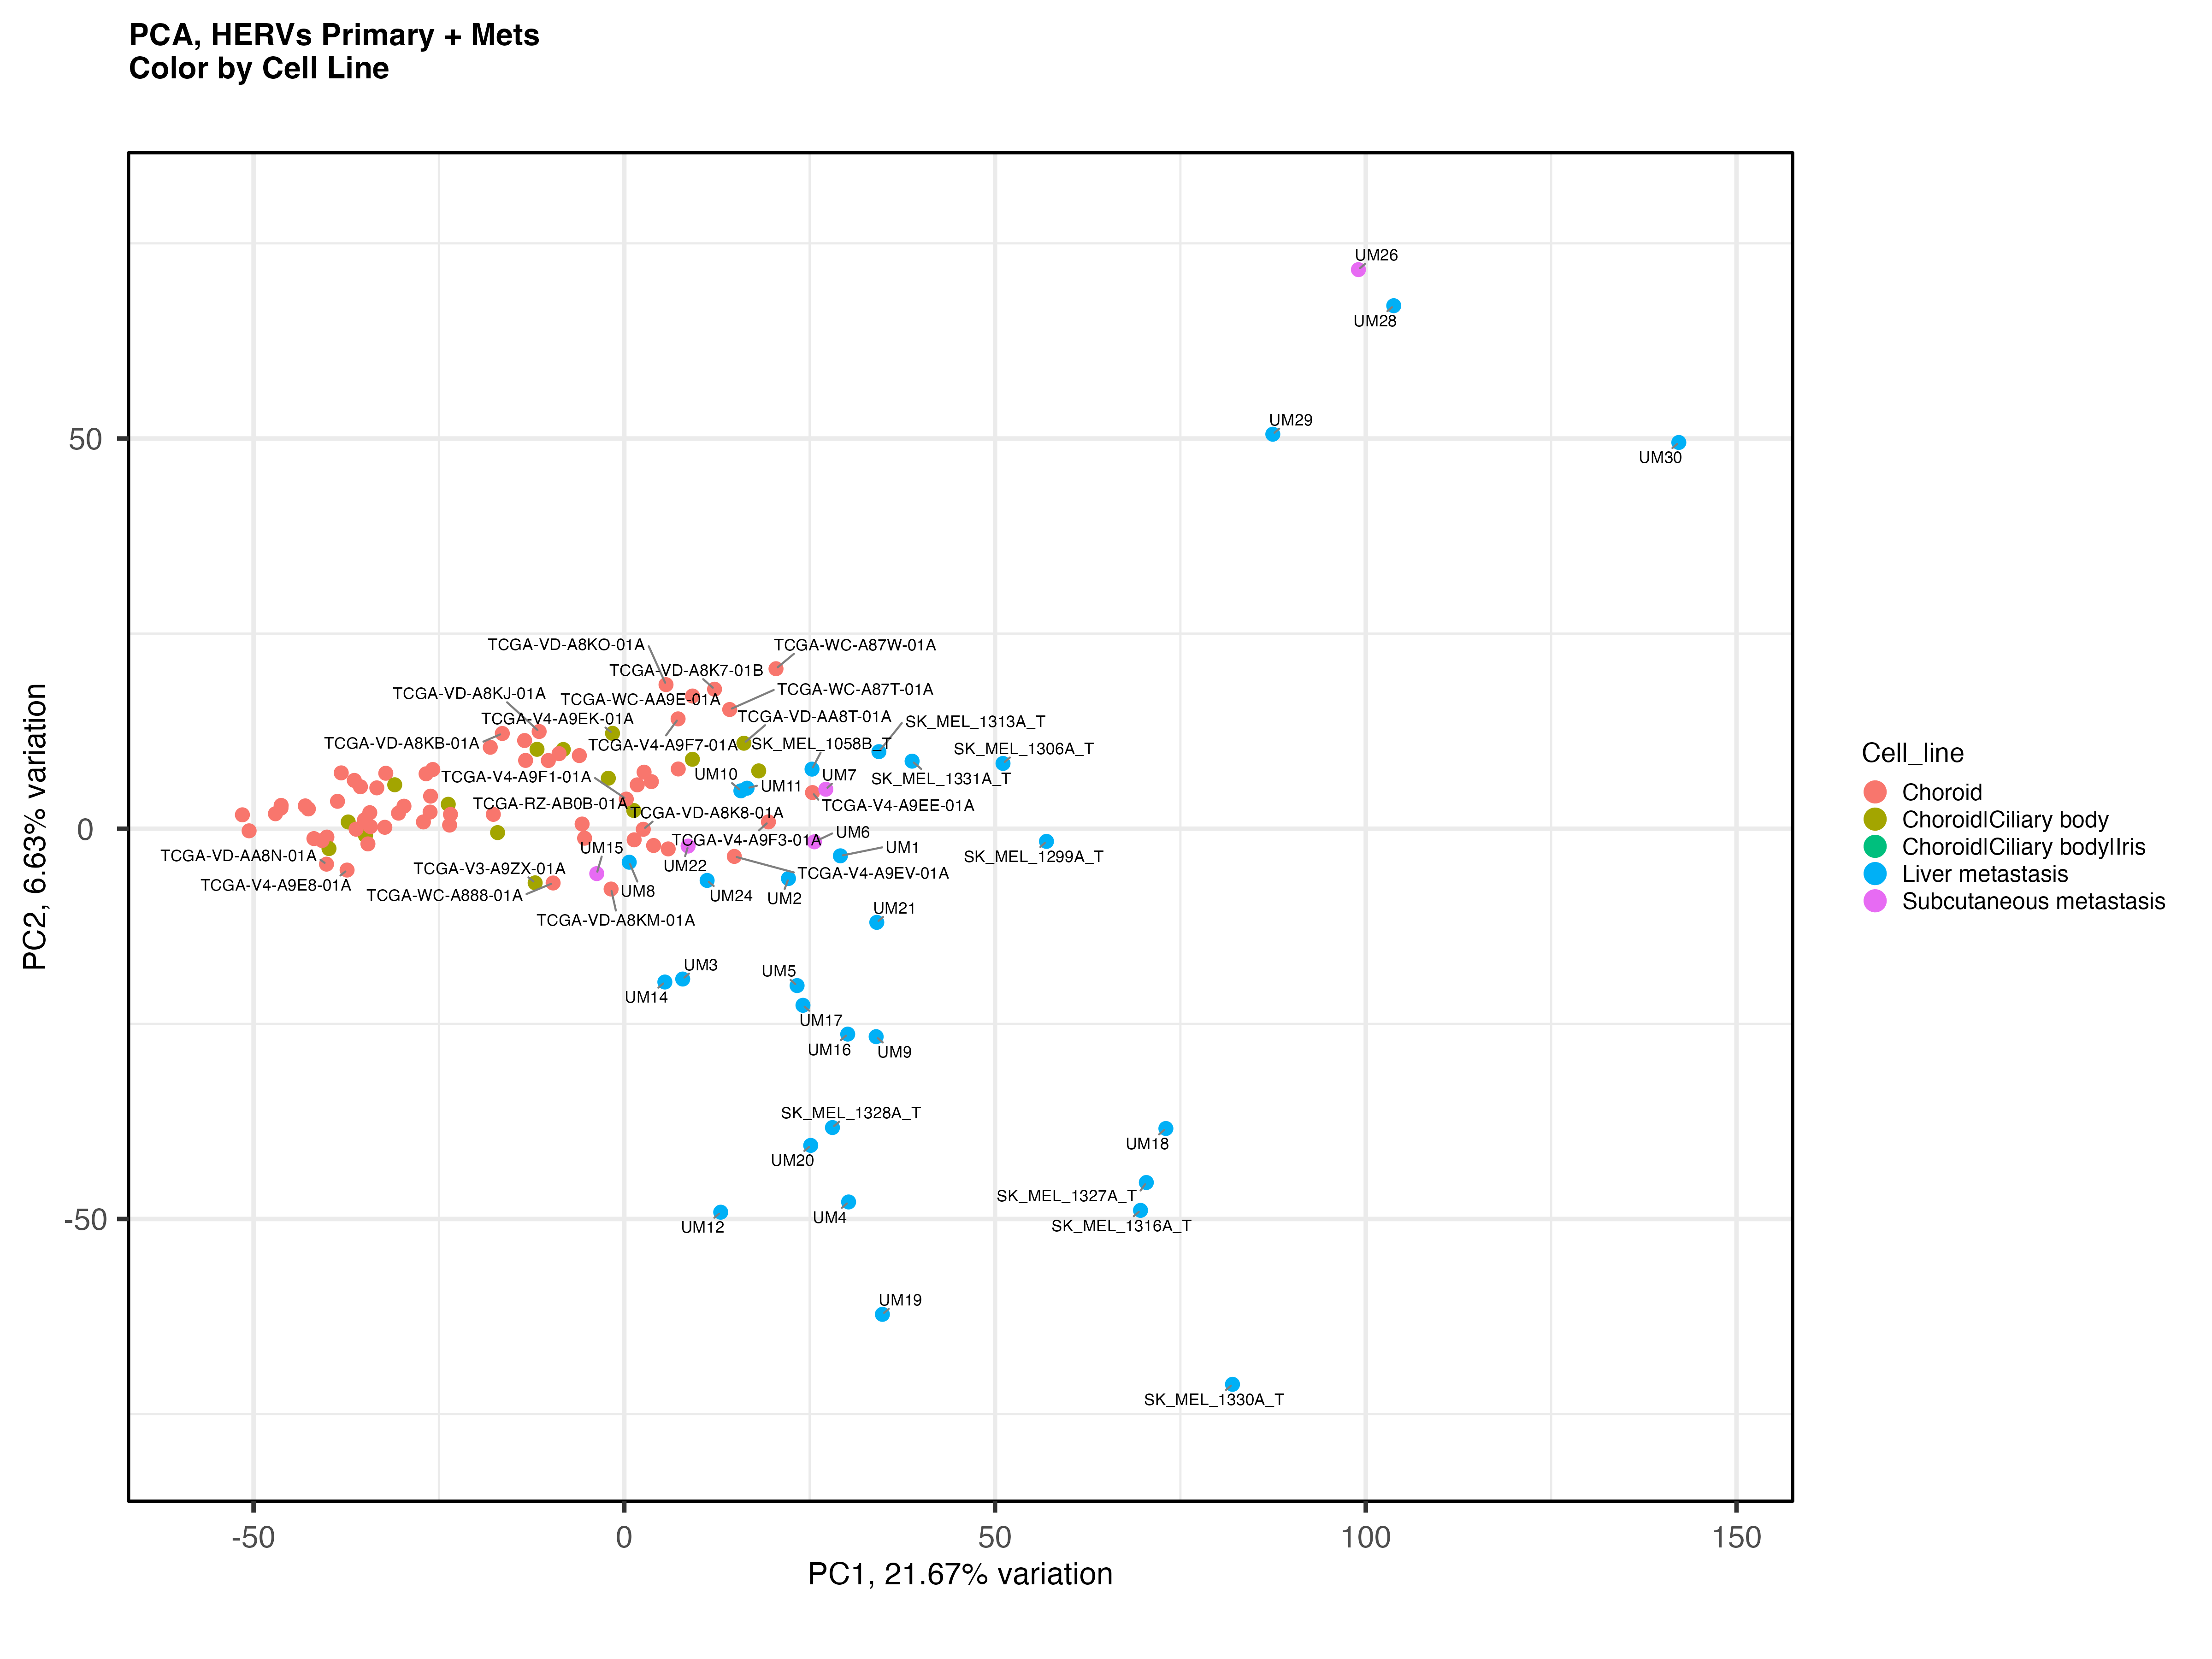 PCA, HERVs Primary + Mets
Color by Cell Line
UM26
UM28
UM29
UM30
TCGA-VD-A8KO-01A
TCGA-WC-A87W-01A
TCGA-VD-A8K7-01B
TCGA-WC-A87T-01A
TCGA-VD-A8KJ-01A
TCGA-WC-AA9E-01A
TCGA-V4-A9EK-01A
TCGA-VD-AA8T-01A
SK_MEL_1313A_T
TCGA-VD-A8KB-01A
TCGA-V4-A9F7-01A
SK_MEL_1058B_T
SK_MEL_1306A_T
TCGA-V4-A9F1-01A
UM10
UM11
UM7
SK_MEL_1331A_T
TCGA-RZ-AB0B-01A
TCGA-VD-A8K8-01A
TCGA-V4-A9EE-01A
TCGA-V4-A9F3-01A
UM6
UM15
UM1
TCGA-VD-AA8N-01A
SK_MEL_1299A_T
TCGA-V3-A9ZX-01A
UM22
TCGA-V4-A9EV-01A
TCGA-V4-A9E8-01A
TCGA-WC-A888-01A
UM8
UM24
UM2
TCGA-VD-A8KM-01A
UM21
UM3
UM14
UM5
UM17
UM16
UM9
SK_MEL_1328A_T
UM20
UM18
SK_MEL_1327A_T
UM12
UM4
SK_MEL_1316A_T
UM19
SK_MEL_1330A_T
50
0
-50
PC2, 6.63% variation
-50
0
50
100
150
PC1, 21.67% variation
Cell_line
Choroid
Choroid|Ciliary body
Choroid|Ciliary body|Iris
Liver metastasis
Subcutaneous metastasis